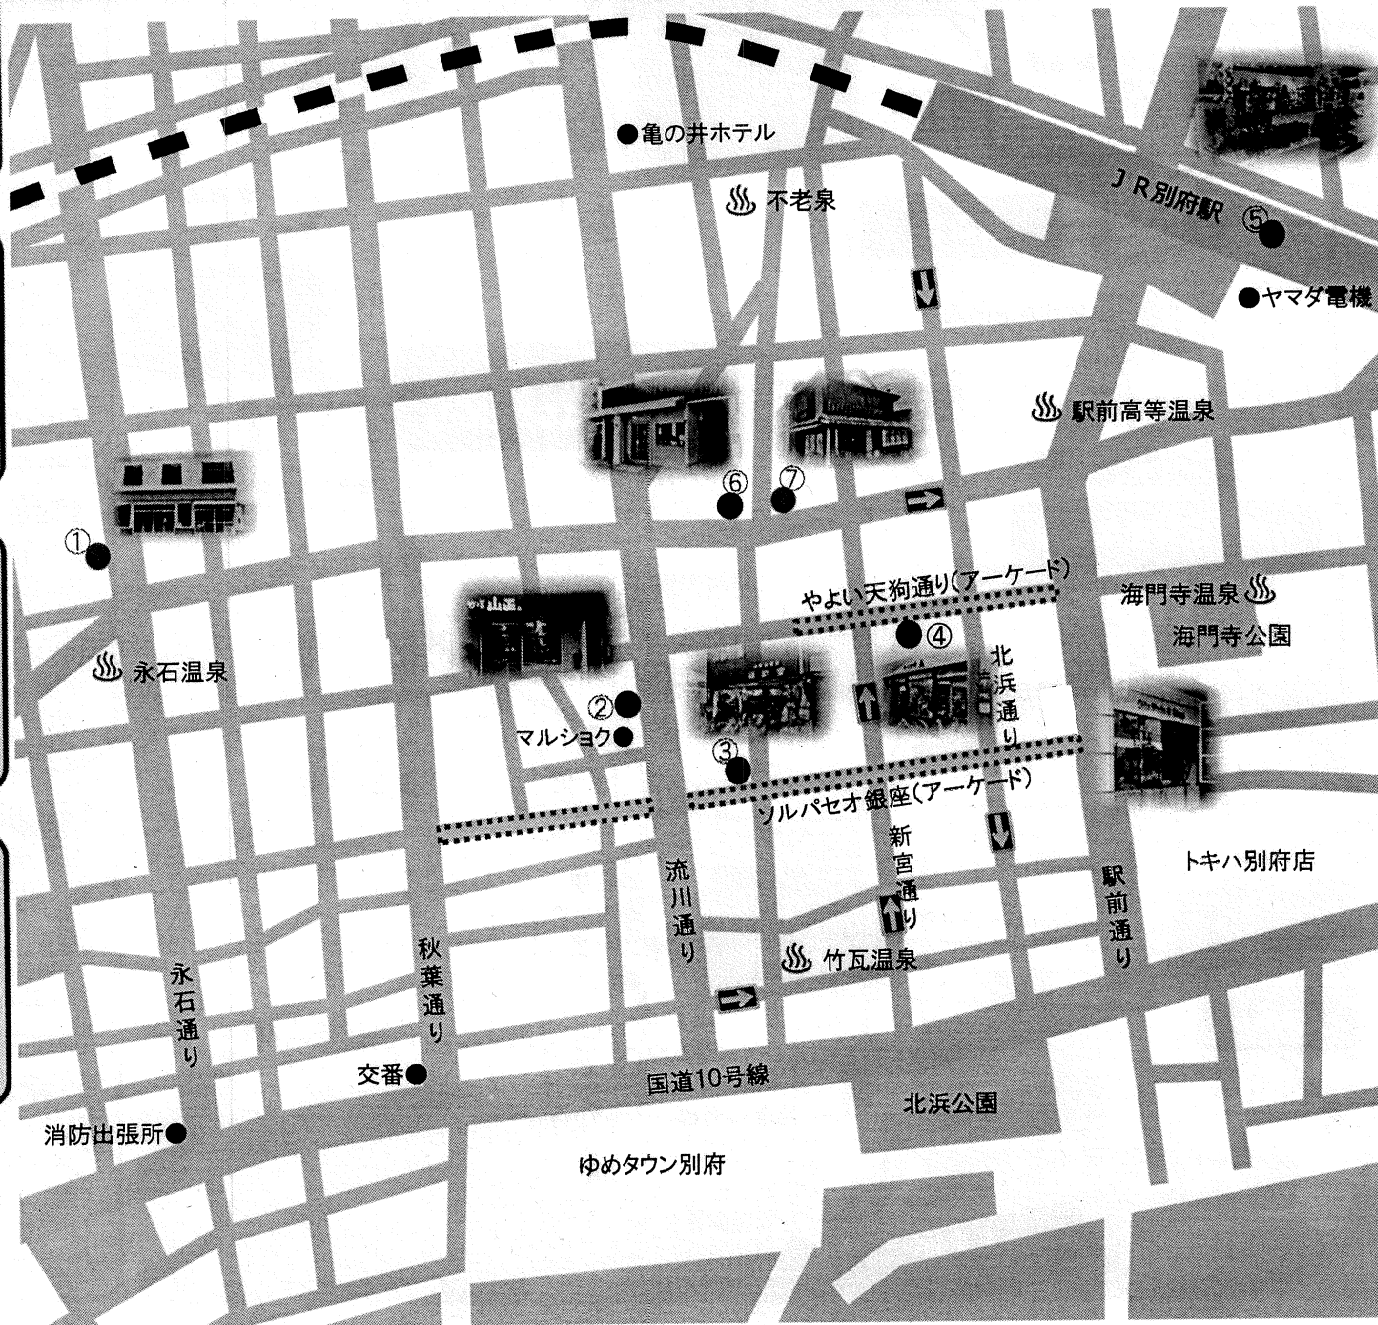 亀の井ホテル
不老泉
JR別府駅
⑤
ヤマダ電機
駅前高等温泉
⑥
⑦
①
やよい天狗通り(アーケード)
海門寺温泉
海門寺公園
④
永石温泉
北浜通り
②
マルショク
③
ソルパセオ銀座(アーケード)
新宮通り
トキハ別府店
流川通り
駅前通り
秋葉通り
竹瓦温泉
永石通り
交番
国道10号線
北浜公園
消防出張所
ゆめタウン別府